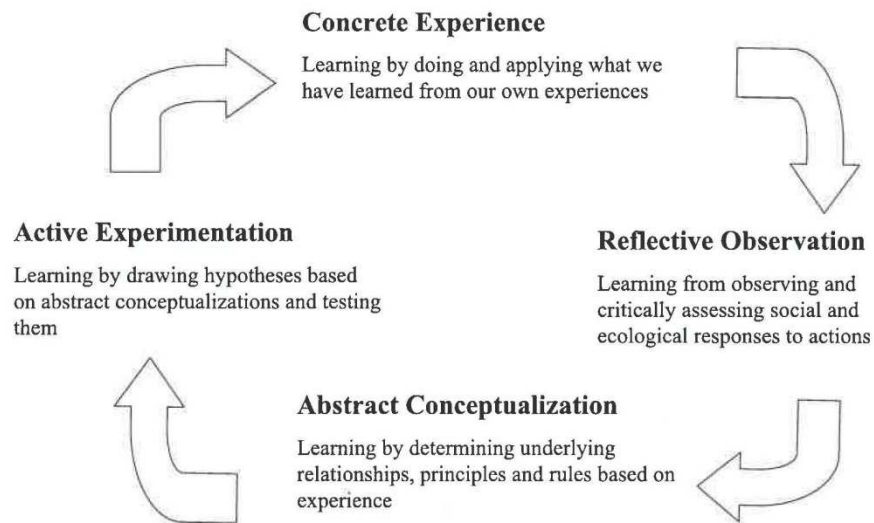 Concrete Experience
Learning by doing and applying what we
have learned from our own experiences
Active Experimentation
Learning by drawing hypotheses based
on abstract conceptualizations and testing
them
Reflective Observation
Learning from observing and
critically assessing social and
ecological responses to actions
Abstract Conceptualization
Learning by determining underlying
relationships, principles and rules based on
experience